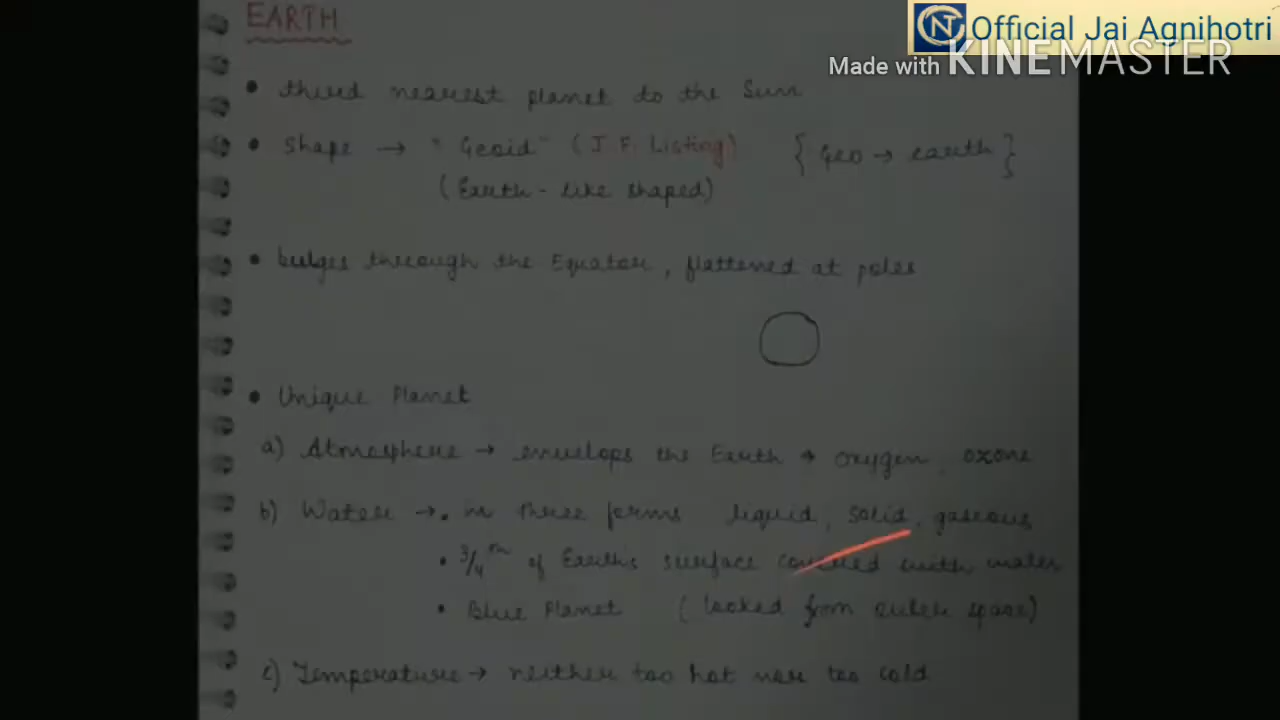 EARTH
Official Jai Agnihotri
Made with KINEMASTER
• third nearest planet to the Sun
• Shape → "Geoid" (J.F. Listing) { Geo → earth }
(Earth-like shaped)
• bulges through the Equator, flattened at poles
• Unique Planet
a) Atmosphere → envelops the Earth → oxygen, ozone
b) Water → • in three forms liquid, solid, gaseous
• 3/4th of Earth's surface covered with water
• Blue Planet (looked from outer space)
c) Temperature → neither too hot nor too cold